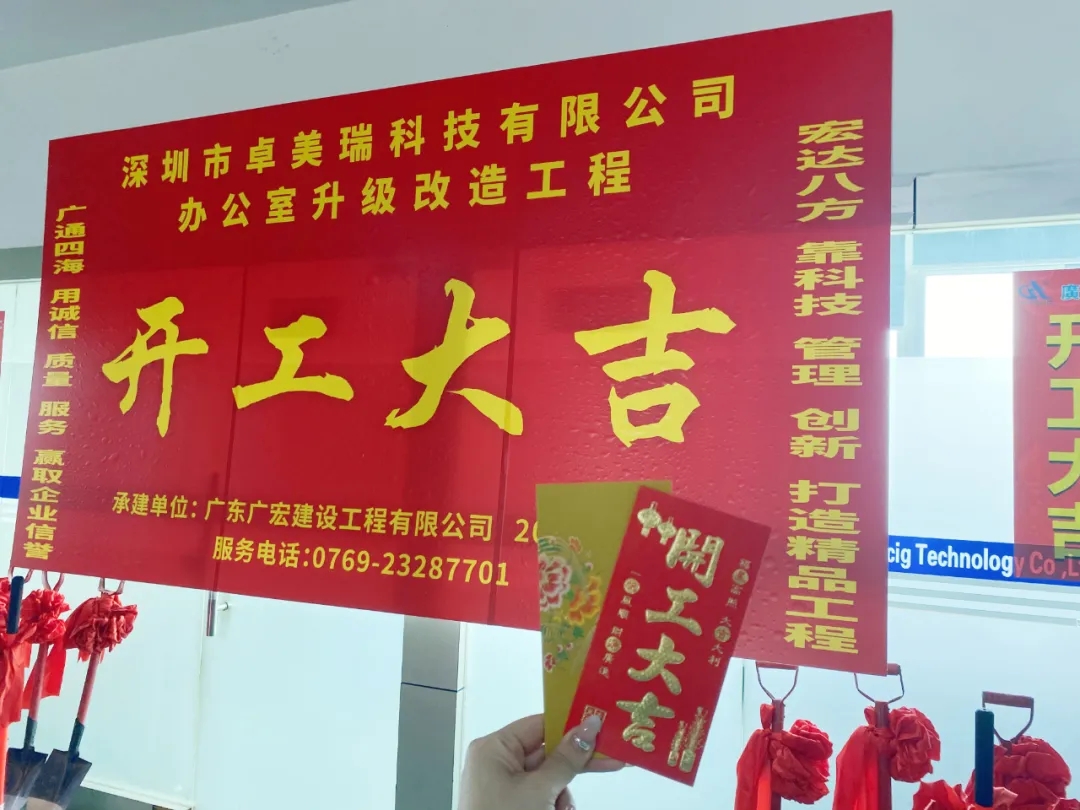 深圳市卓美瑞科技有限公司
办公室升级改造工程
广通四海 用诚信 质量 服务 赢取企业信誉
宏达八方 靠科技 管理 创新 打造精品工程
开工大吉
承建单位：广东广宏建设工程有限公司 20
服务电话：0769-23287701
開工大吉
廣
开工大吉
cig Technology Co.,L